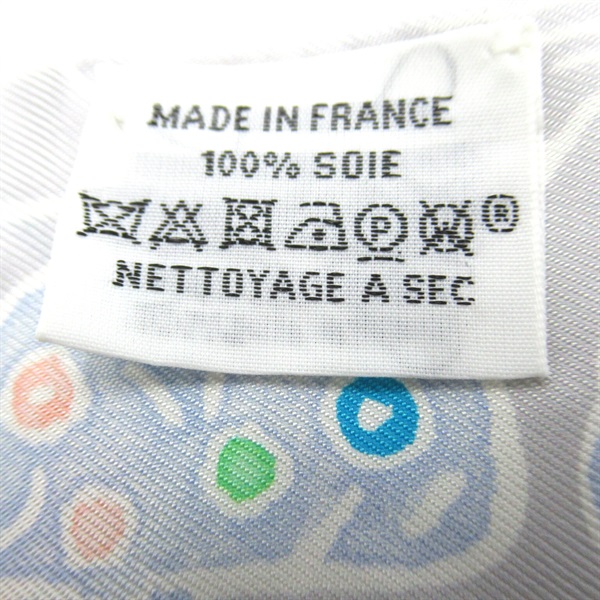 MADE IN FRANCE
100% SOIE
P W ®
NETTOYAGE A SEC